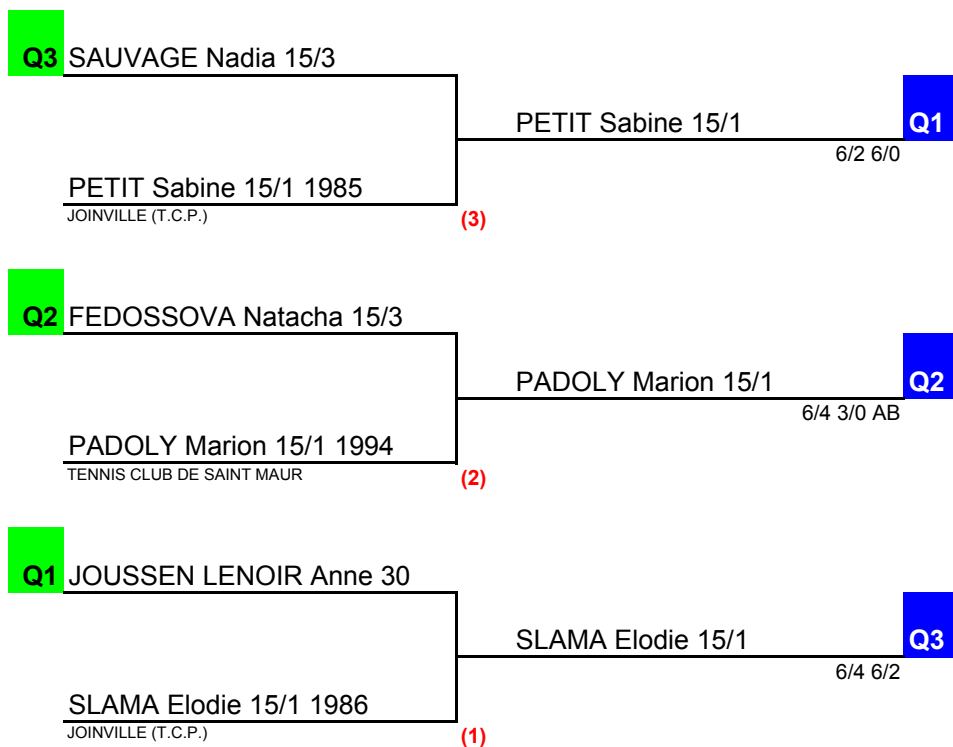 Q3 SAUVAGE Nadia 15/3
PETIT Sabine 15/1 Q1
6/2 6/0
PETIT Sabine 15/1 1985
JOINVILLE (T.C.P.) (3)
Q2 FEDOSSOVA Natacha 15/3
PADOLY Marion 15/1 Q2
6/4 3/0 AB
PADOLY Marion 15/1 1994
TENNIS CLUB DE SAINT MAUR (2)
Q1 JOUSSEN LENOIR Anne 30
SLAMA Elodie 15/1 Q3
6/4 6/2
SLAMA Elodie 15/1 1986
JOINVILLE (T.C.P.) (1)